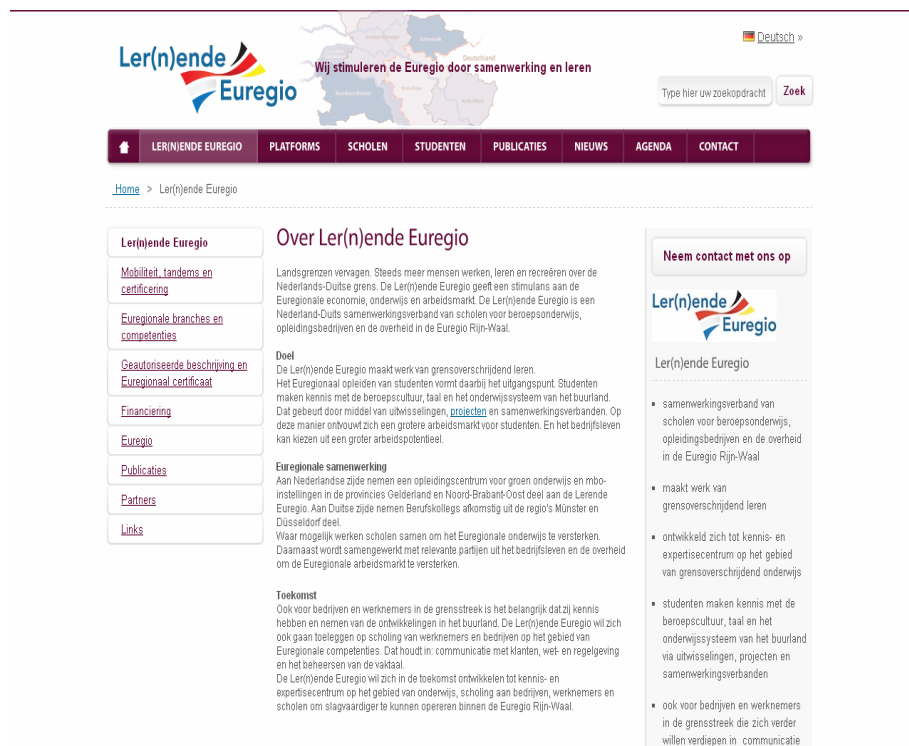 Deutsch »
Ler(n)ende
Euregio
Deutschland
Wij stimuleren de Euregio door samenwerking en leren
Type hier uw zoekopdracht
Zoek
LER(N)ENDE EUREGIO PLATFORMS SCHOLEN STUDENTEN PUBLICATIES NIEUWS AGENDA CONTACT
Home > Ler(n)ende Euregio
Ler(n)ende Euregio
Mobiliteit, tandems en
certificering
Euregionale branches en
competenties
Geautoriseerde beschrijving en
Euregionaal certificaat
Financiering
Euregio
Publicaties
Partners
Links
Over Ler(n)ende Euregio
Landsgrenzen vervagen. Steeds meer mensen werken, leren en recreëren over de
Nederlands-Duitse grens. De Ler(n)ende Euregio geeft een stimulans aan de
Euregionale economie, onderwijs en arbeidsmarkt. De Ler(n)ende Euregio is een
Nederland-Duits samenwerkingsverband van scholen voor beroepsonderwijs,
opleidingsbedrijven en de overheid in de Euregio Rijn-Waal.
Doel
De Ler(n)ende Euregio maakt werk van grensoverschrijdend leren.
Het Euregionaal opleiden van studenten vormt daarbij het uitgangspunt. Studenten
maken kennis met de beroepscultuur, taal en het onderwijssysteem van het buurland.
Dat gebeurt door middel van uitwisselingen, projecten en samenwerkingsverbanden. Op
deze manier ontvouwt zich een grotere arbeidsmarkt voor studenten. En het bedrijfsleven
kan kiezen uit een groter arbeidspotentieel.
Euregionale samenwerking
Aan Nederlandse zijde nemen een opleidingscentrum voor groen onderwijs en mbo-
instellingen in de provincies Gelderland en Noord-Brabant-Oost deel aan de Lerende
Euregio. Aan Duitse zijde nemen Berufskollegs afkomstig uit de regio's Münster en
Düsseldorf deel.
Waar mogelijk werken scholen samen om het Euregionale onderwijs te versterken.
Daarnaast wordt samengewerkt met relevante partijen uit het bedrijfsleven en de overheid
om de Euregionale arbeidsmarkt te versterken.
Toekomst
Ook voor bedrijven en werknemers in de grensstreek is het belangrijk dat zij kennis
hebben en nemen van de ontwikkelingen in het buurland. De Ler(n)ende Euregio wil zich
ook gaan toeleggen op scholing van werknemers en bedrijven op het gebied van
Euregionale competenties. Dat houdt in: communicatie met klanten, wet- en regelgeving
en het beheersen van de vaktaal.
De Ler(n)ende Euregio wil zich in de toekomst ontwikkelen tot kennis- en
expertisecentrum op het gebied van onderwijs, scholing aan bedrijven, werknemers en
scholen om slagvaardiger te kunnen opereren binnen de Euregio Rijn-Waal.
Neem contact met ons op
Ler(n)ende
Euregio
Ler(n)ende Euregio
▪ samenwerkingsverband van
scholen voor beroepsonderwijs,
opleidingsbedrijven en de overheid
in de Euregio Rijn-Waal
▪ maakt werk van
grensoverschrijdend leren
▪ ontwikkeld zich tot kennis- en
expertisecentrum op het gebied
van grensoverschrijdend onderwijs
▪ studenten maken kennis met de
beroepscultuur, taal en het
onderwijssysteem van het buurland
via uitwisselingen, projecten en
samenwerkingsverbanden
▪ ook voor bedrijven en werknemers
in de grensstreek die zich verder
willen verdiepen in communicatie